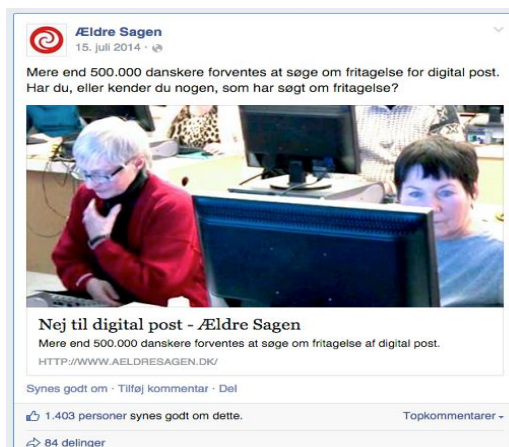 Ældre Sagen
15. juli 2014 ·
Mere end 500.000 danskere forventes at søge om fritagelse for digital post.
Har du, eller kender du nogen, som har søgt om fritagelse?
Nej til digital post - Ældre Sagen
Mere end 500.000 danskere forventes at søge om fritagelse af digital post.
HTTP://WWW.AELDRESAGEN.DK/
Synes godt om · Tilføj kommentar · Del
1.403 personer synes godt om dette. Topkommentarer
84 delinger